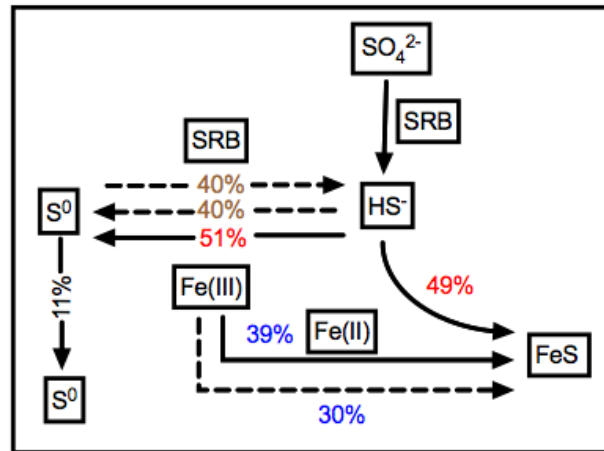 SO₄²⁻
SRB
SRB
40%
HS⁻
S⁰
40%
51%
11%
Fe(III)
49%
39%
Fe(II)
FeS
S⁰
30%